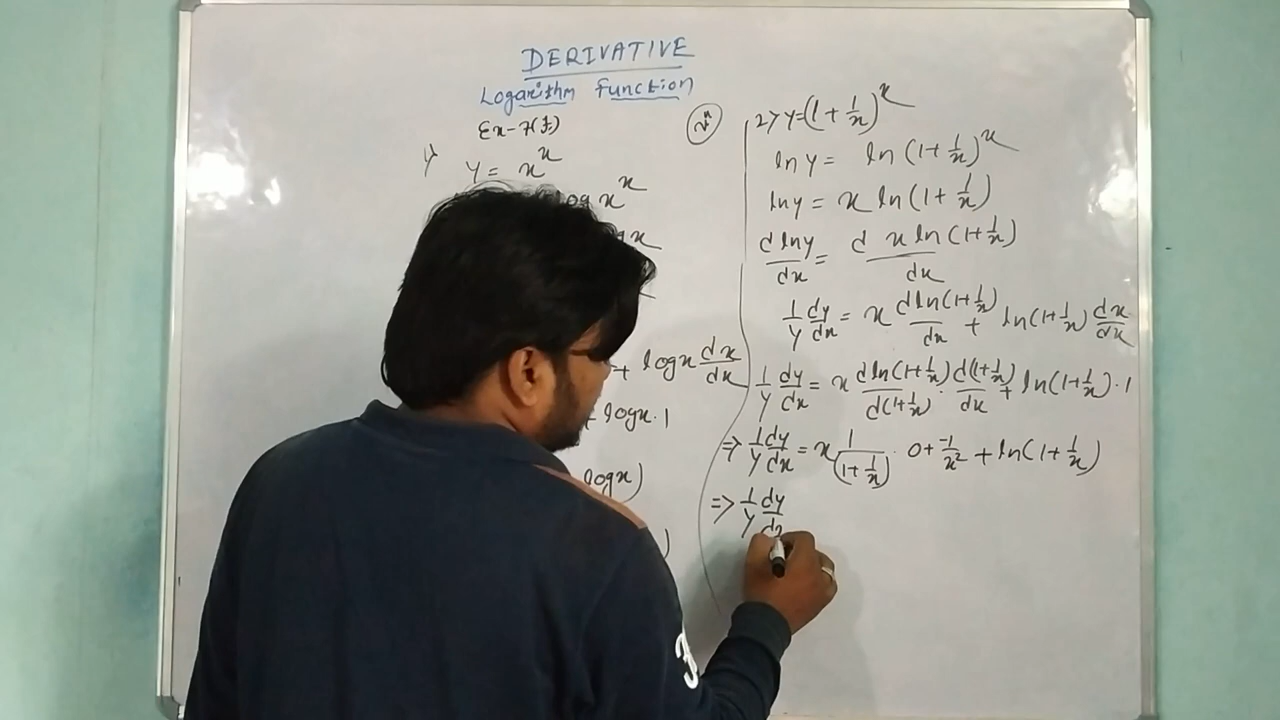 DERIVATIVE
Logarithm Function
Ex-7(f)
1) y = x^x
log x^x
+ log x dx/dx
+ log x · 1
log x)
)
2) y = (1 + 1/x)^x
ln y = ln (1 + 1/x)^x
ln y = x ln (1 + 1/x)
d ln y/dx = d x ln (1 + 1/x)/dx
1/y dy/dx = x d ln(1 + 1/x)/dx + ln(1 + 1/x) dx/dx
1/y dy/dx = x d ln(1 + 1/x)/d(1 + 1/x) · d(1 + 1/x)/dx + ln(1 + 1/x) · 1
=> 1/y dy/dx = x 1/(1 + 1/x) · 0 + -1/x² + ln(1 + 1/x)
=> 1/y dy/dx